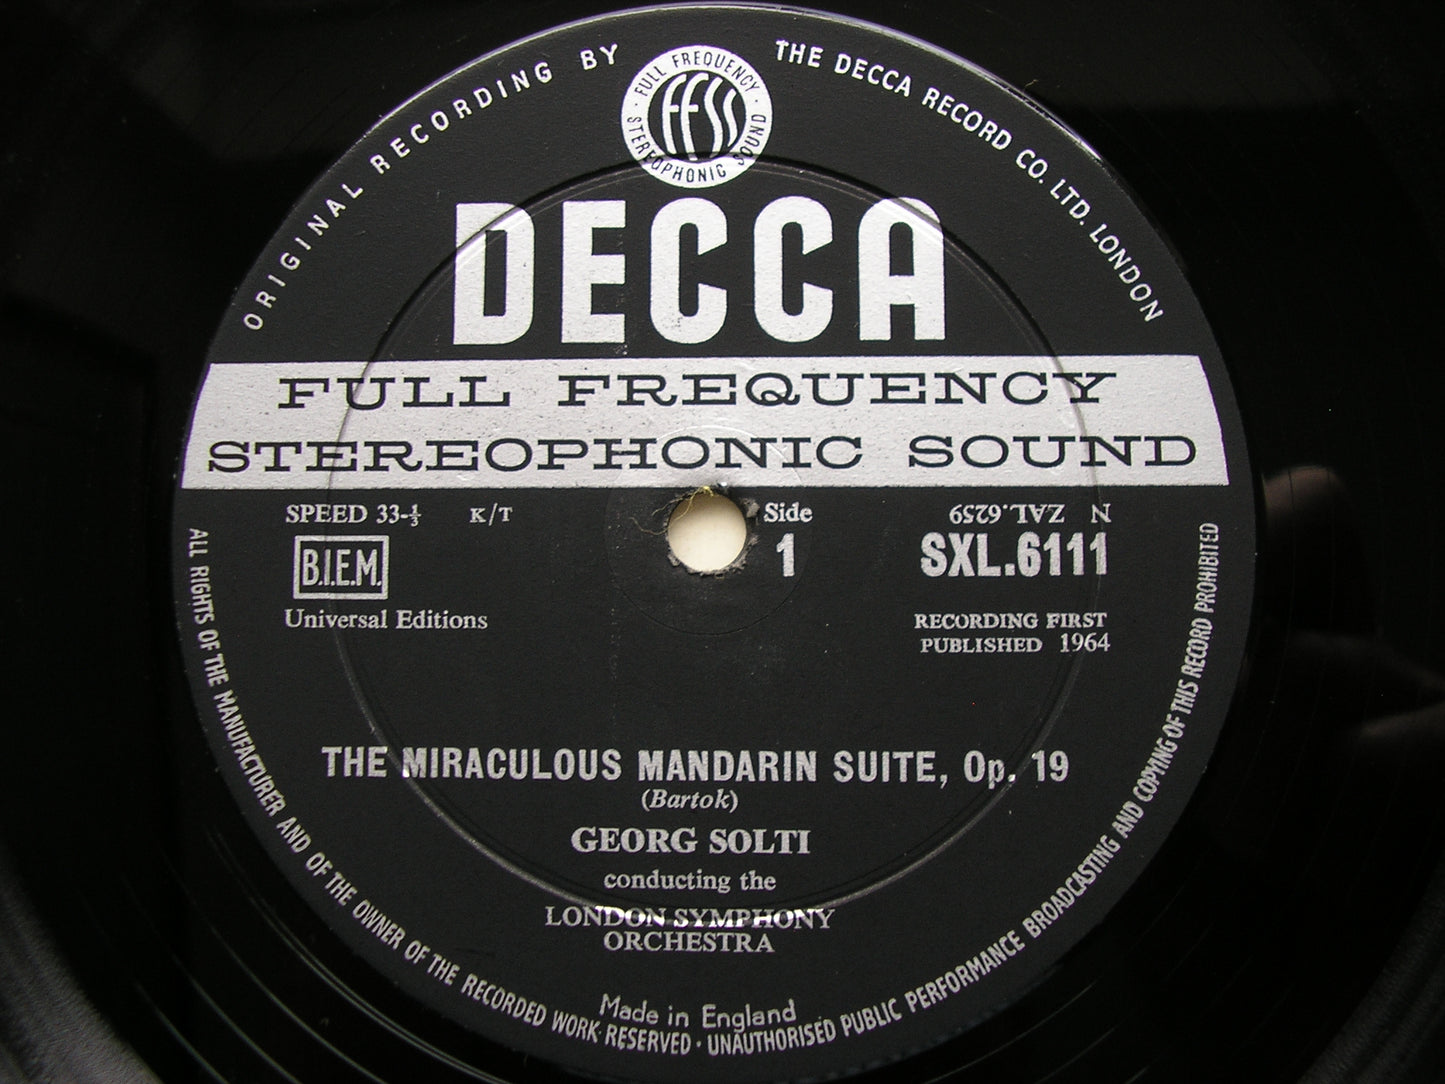 ORIGINAL RECORDING BY
THE DECCA RECORD CO. LTD. LONDON
FULL FREQUENCY
FFSS
STEREOPHONIC SOUND
DECCA
FULL FREQUENCY
STEREOPHONIC SOUND
SPEED 33-⅓ K/T
Side
1
N ZAL.6259
B.I.E.M.
SXL.6111
Universal Editions
RECORDING FIRST
PUBLISHED 1964
THE MIRACULOUS MANDARIN SUITE, Op. 19
(Bartok)
GEORG SOLTI
conducting the
LONDON SYMPHONY
ORCHESTRA
Made in England
ALL RIGHTS OF THE MANUFACTURER AND OF THE OWNER OF THE RECORDED WORK RESERVED · UNAUTHORISED PUBLIC PERFORMANCE BROADCASTING AND COPYING OF THIS RECORD PROHIBITED